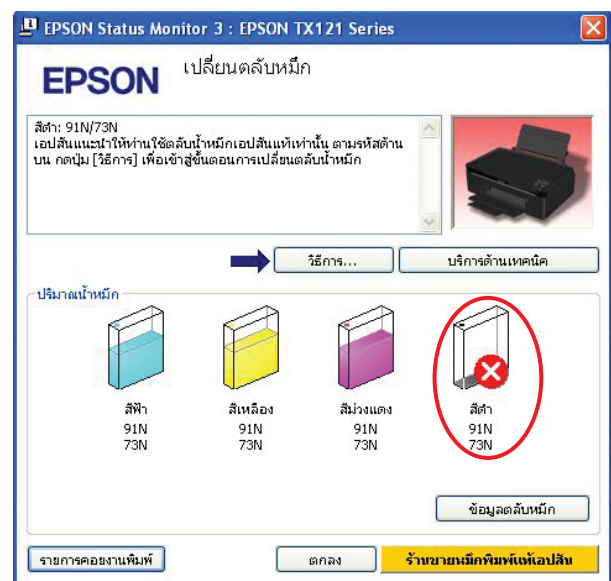 EPSON Status Monitor 3 : EPSON TX121 Series
EPSON
เปลี่ยนตลับหมึก
สีดำ: 91N/73N
เอปสันแนะนำให้ท่านใช้ตลับน้ำหมึกเอปสันแท้เท่านั้น ตามรหัสด้าน
บน กดปุ่ม [วิธีการ] เพื่อเข้าสู่ขั้นตอนการเปลี่ยนตลับน้ำหมึก
วิธีการ...
บริการด้านเทคนิค
ปริมาณน้ำหมึก
สีฟ้า สีเหลือง สีม่วงแดง สีดำ
91N 91N 91N 91N
73N 73N 73N 73N
ข้อมูลตลับหมึก
รายการคอยงานพิมพ์
ตกลง
ร้านขายหมึกพิมพ์แท้เอปสัน